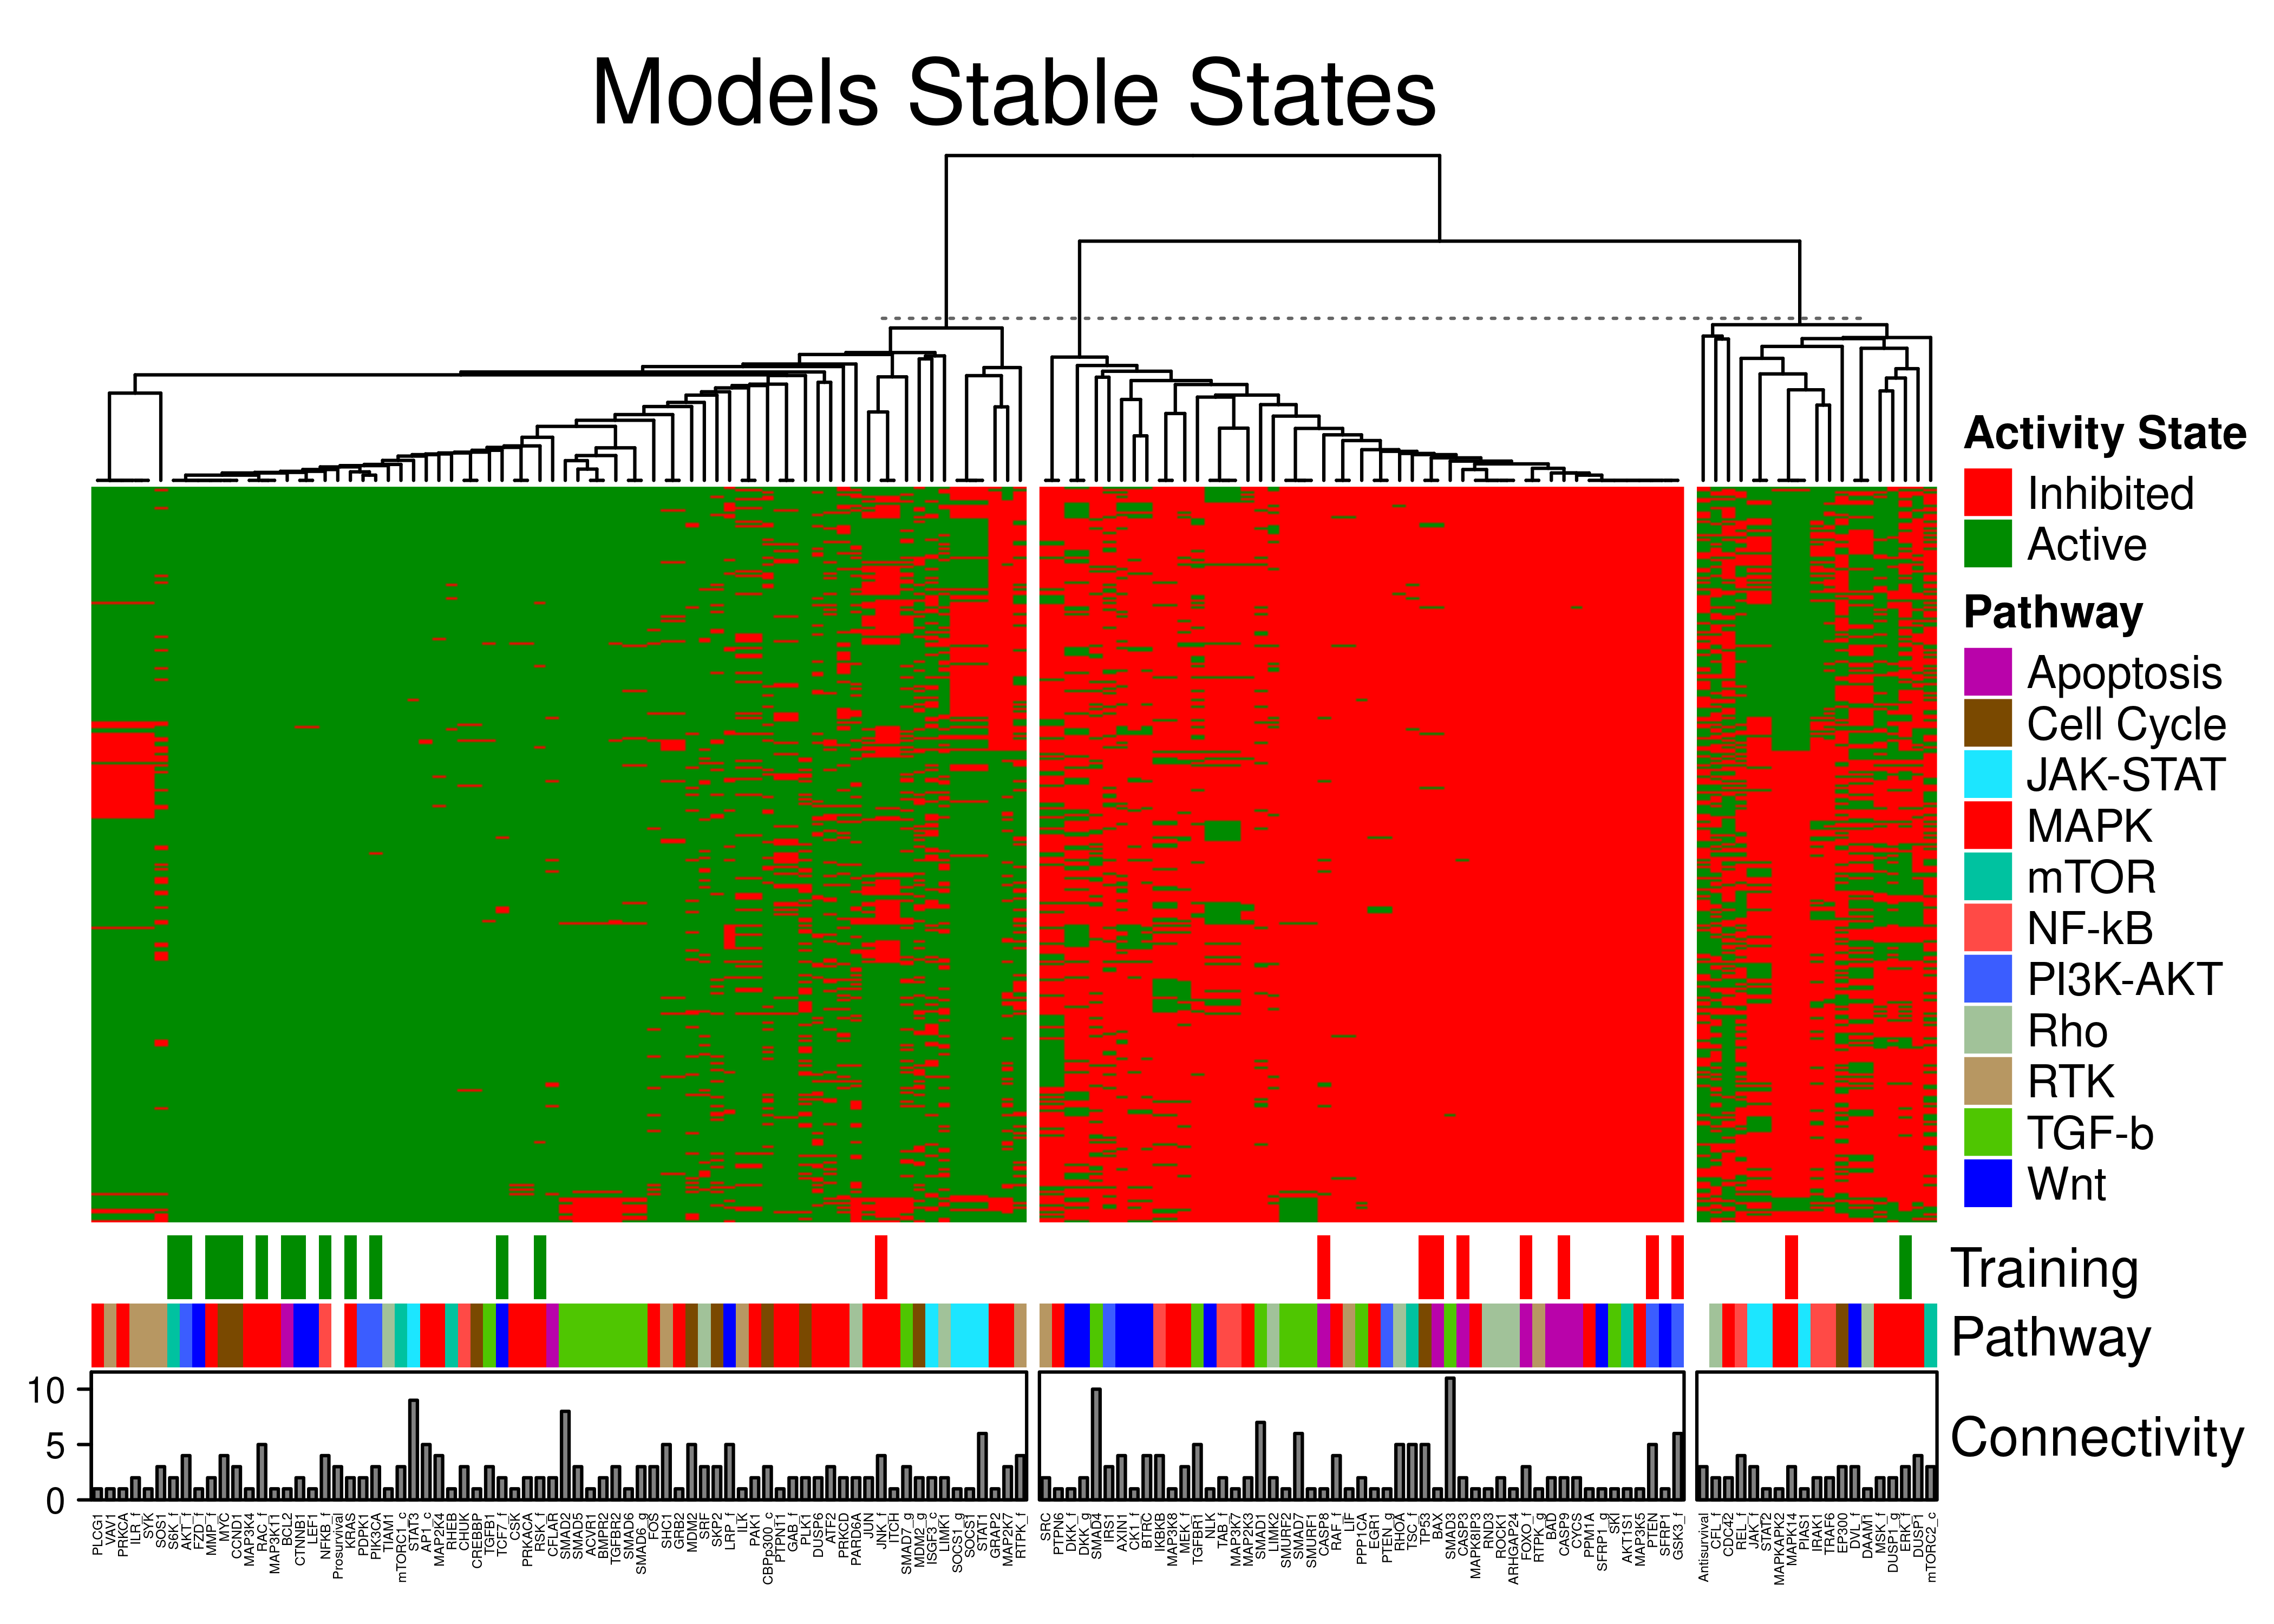 Models Stable States
Activity State
Inhibited
Active
Pathway
Apoptosis
Cell Cycle
JAK-STAT
MAPK
mTOR
NF-kB
PI3K-AKT
Rho
RTK
TGF-b
Wnt
Training
Pathway
Connectivity
10
5
0
PLCG1
VAV1
PRKCA
ILR_f
SYK
SOS1
S6K_f
AKT_f
FZD_f
MMP_f
MYC
CCND1
MAP3K4
RAC_f
MAP3K11
BCL2
CTNNB1
LEF1
NFKB_f
Prosurvival
KRAS
PDPK1
PIK3CA
TIAM1
mTORC1_c
STAT3
AP1_c
MAP2K4
RHEB
CHUK
CREBBP
TGFB1
TCF7_f
CSK
PRKACA
RSK_f
CFLAR
SMAD2
SMAD5
ACVR1
BMPR2
TGFBR2
SMAD6
SMAD6_g
FOS
SHC1
GRB2
MDM2
SRF
SKP2
LRP_f
ILK
PAK1
CBPp300_c
PTPN11
GAB_f
PLK1
DUSP6
ATF2
PRKCD
PARD6A
JUN
JNK_f
ITCH
SMAD7_g
MDM2_g
ISGF3_c
LIMK1
SOCS1_g
SOCS1
STAT1
GRAP2
MAP2K7
RTPK_f
SRC
PTPN6
DKK_f
DKK_g
SMAD4
IRS1
AXIN1
CK1_f
BTRC
IKBKB
MAP3K8
MEK_f
TGFBR1
NLK
TAB_f
MAP3K7
MAP2K3
SMAD1
LIMK2
SMURF2
SMAD7
SMURF1
CASP8
RAF_f
LIF
PPP1CA
EGR1
PTEN_g
RHOA
TSC_f
TP53
BAX
SMAD3
CASP3
MAPK8IP3
RND3
ROCK1
ARHGAP24
FOXO_f
RTPK_g
BAD
CASP9
CYCS
PPM1A
SFRP1_g
SKI
AKT1S1
MAP3K5
PTEN
SFRP1
GSK3_f
Antisurvival
CFL_f
CDC42
REL_f
JAK_f
STAT2
MAPKAPK2
MAPK14
PIAS1
IRAK1
TRAF6
EP300
DVL_f
DAAM1
MSK_f
DUSP1_g
ERK_f
DUSP1
mTORC2_c